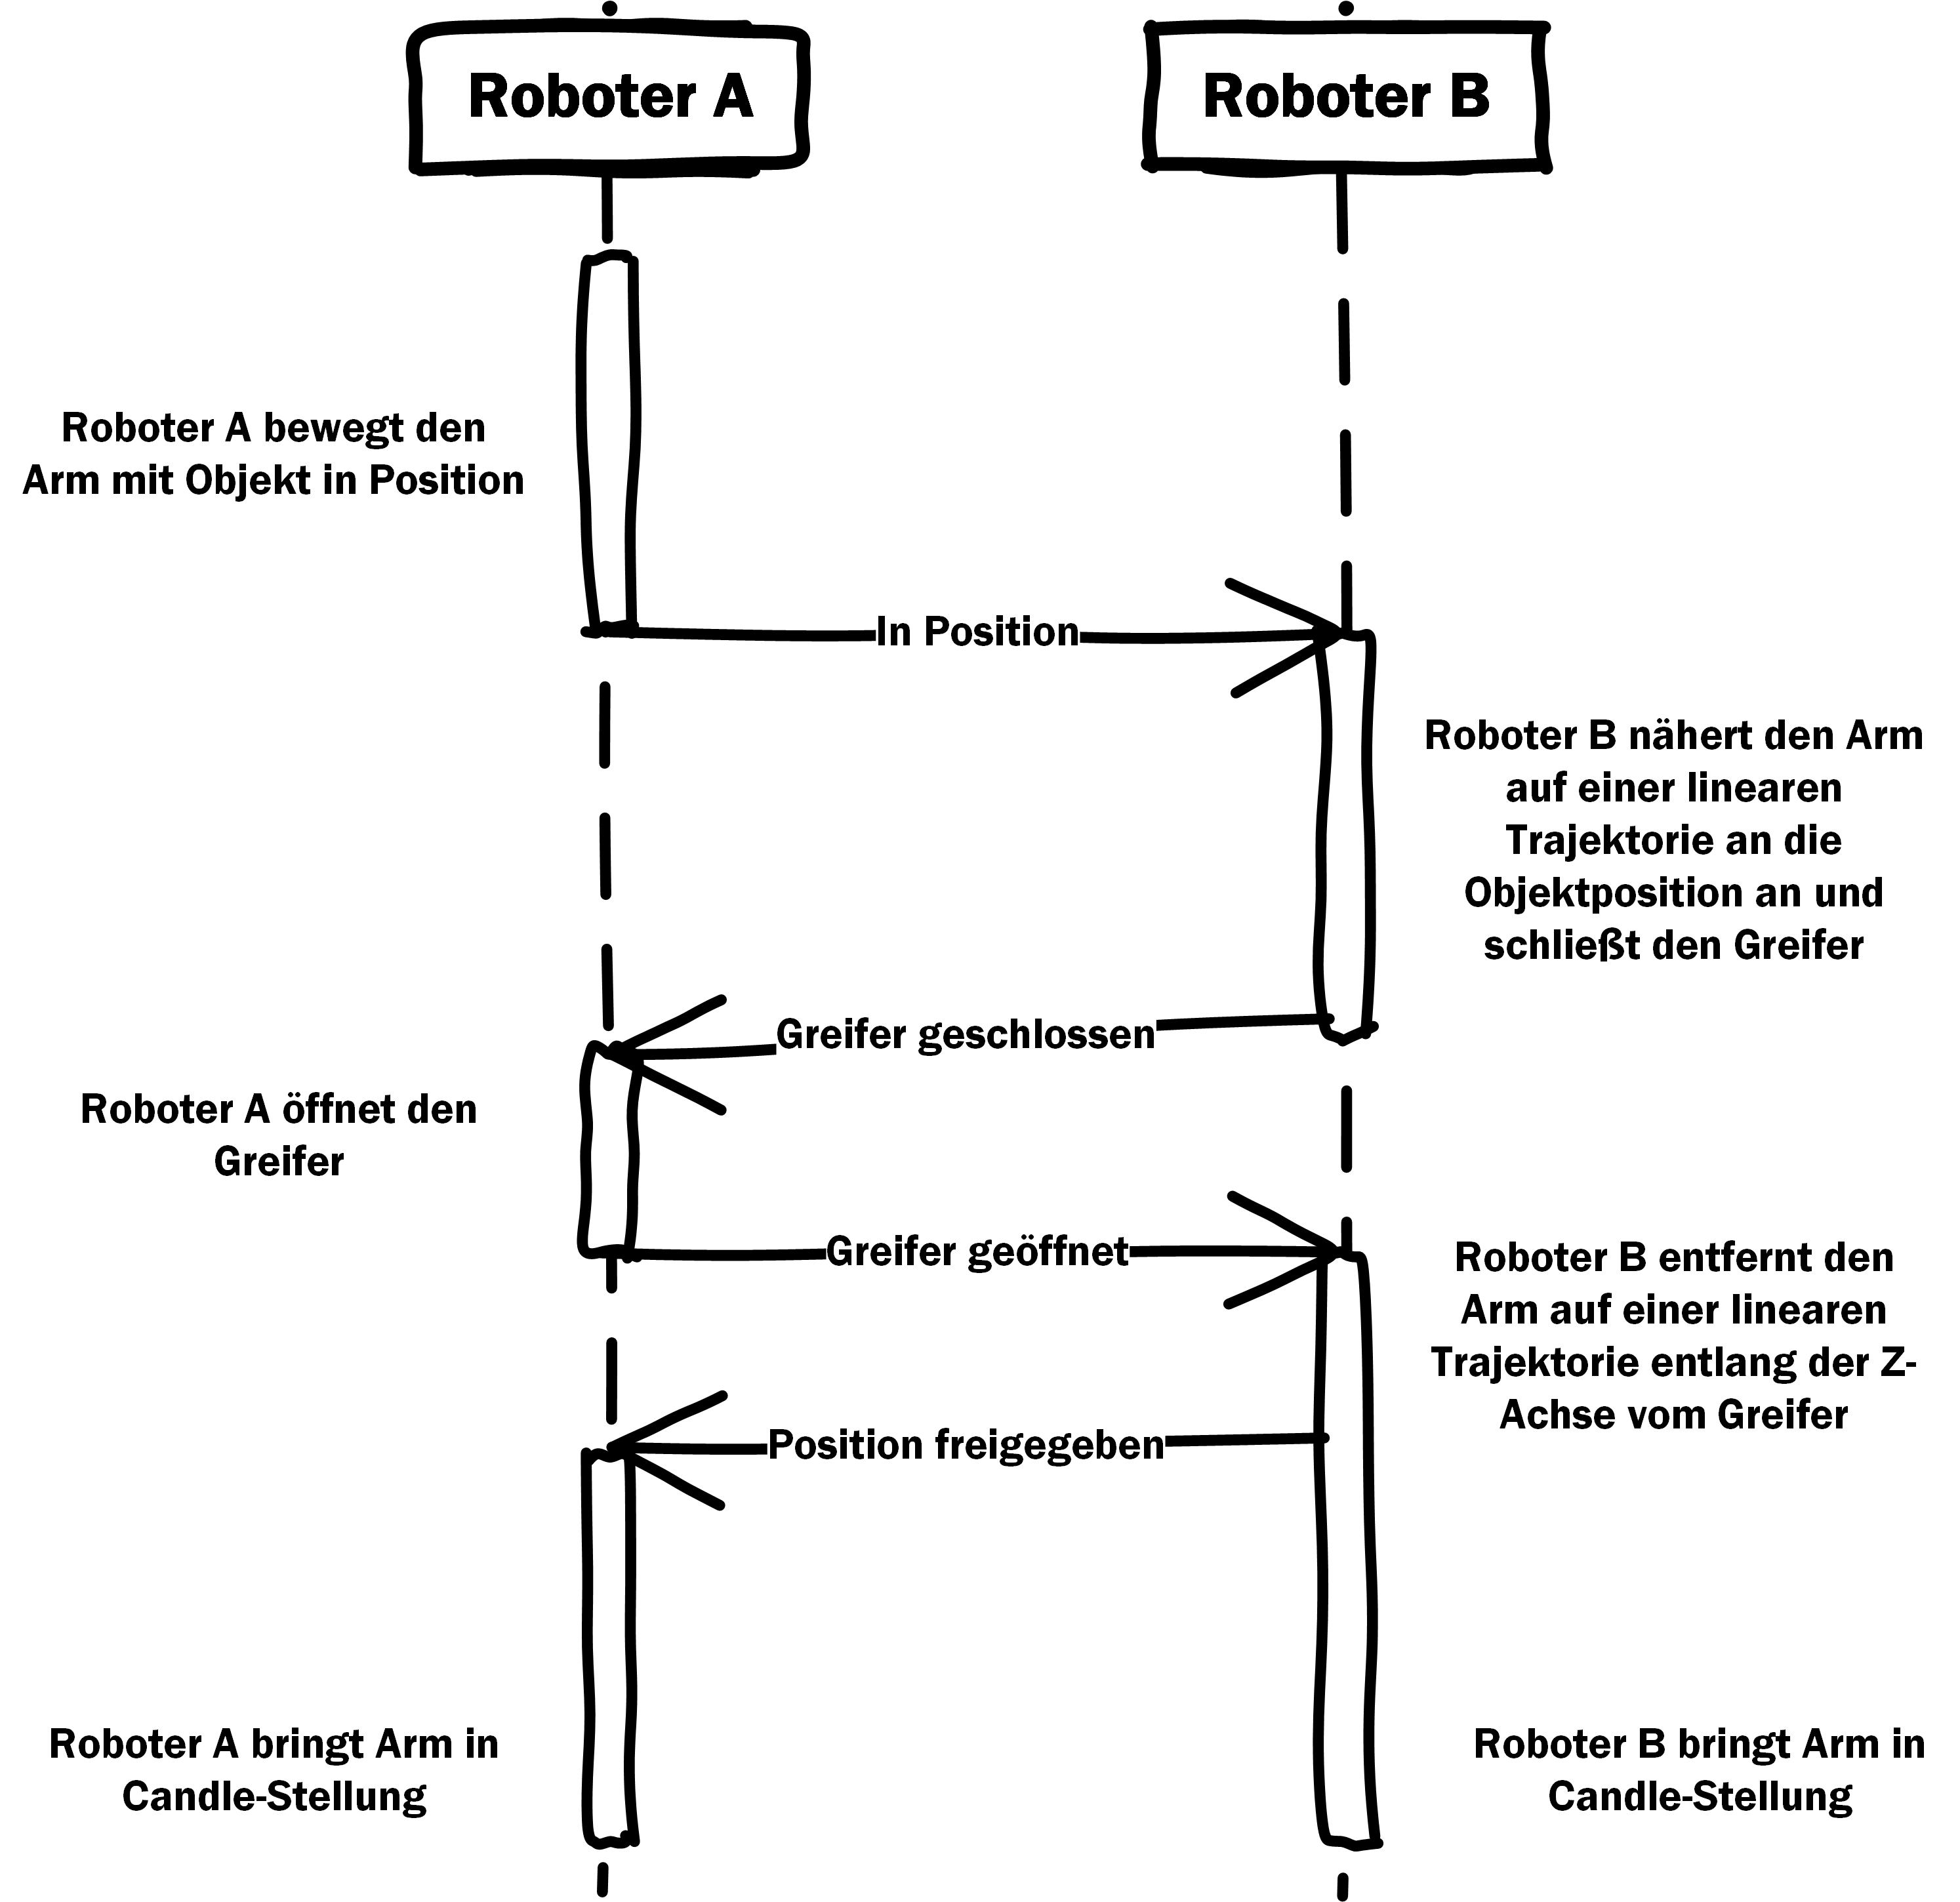 Roboter A
Roboter B
Roboter A bewegt den
Arm mit Objekt in Position
In Position
Roboter B nähert den Arm
auf einer linearen
Trajektorie an die
Objektposition an und
schließt den Greifer
Greifer geschlossen
Roboter A öffnet den
Greifer
Greifer geöffnet
Roboter B entfernt den
Arm auf einer linearen
Trajektorie entlang der Z-
Achse vom Greifer
Position freigegeben
Roboter A bringt Arm in
Candle-Stellung
Roboter B bringt Arm in
Candle-Stellung